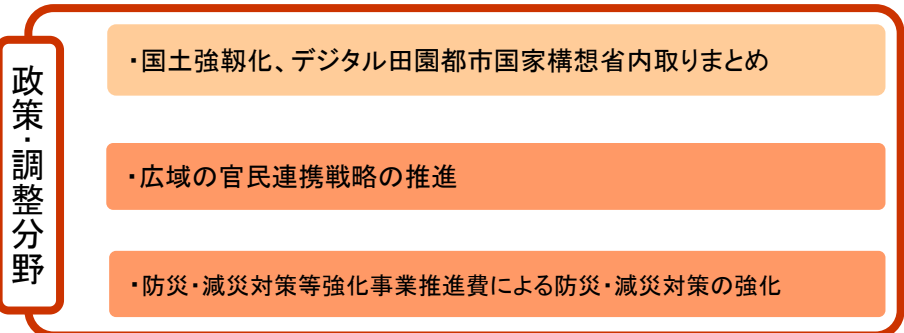 政策・調整分野
・国土強靱化、デジタル田園都市国家構想省内取りまとめ
・広域の官民連携戦略の推進
・防災・減災対策等強化事業推進費による防災・減災対策の強化